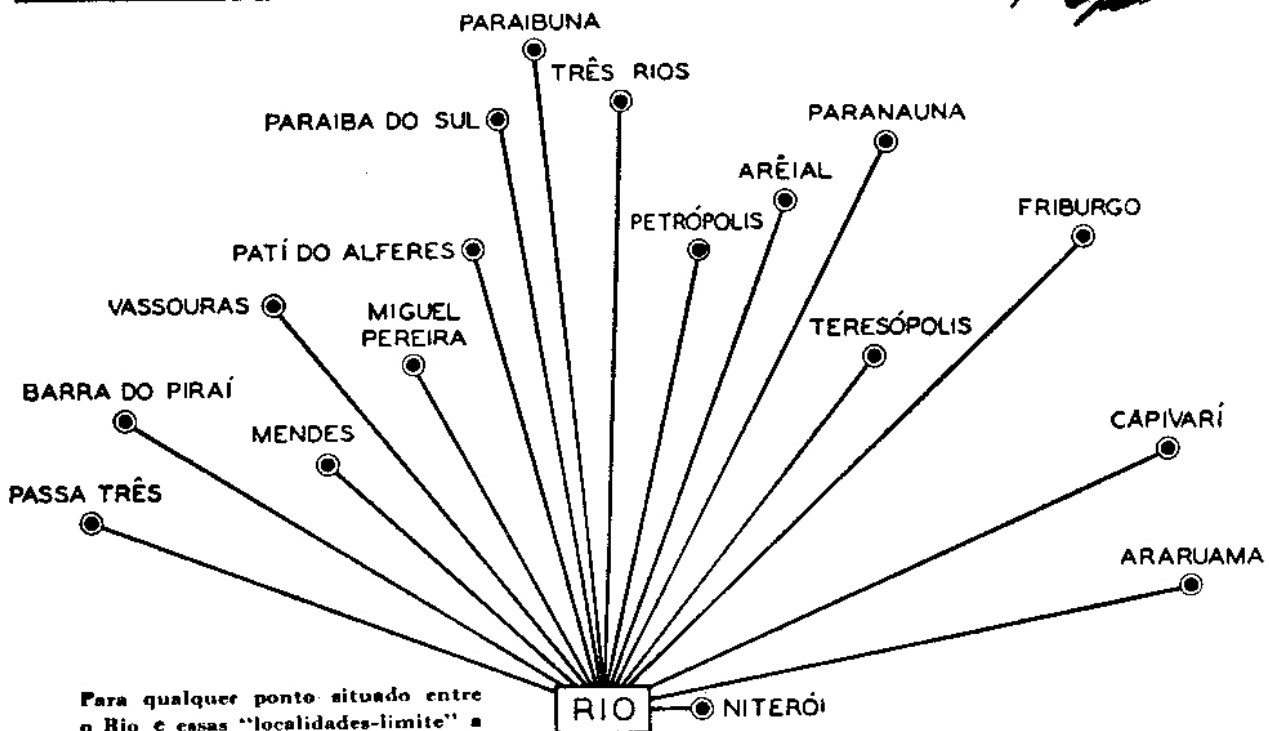 PARAIBUNA
TRÊS RIOS
PARAIBA DO SUL
PARANAUNA
ARÊIAL
PETRÓPOLIS
FRIBURGO
PATÍ DO ALFERES
VASSOURAS
MIGUEL
PEREIRA
TERESÓPOLIS
BARRA DO PIRAÍ
MENDES
CAPIVARÍ
PASSA TRÊS
ARARUAMA
Para qualquer ponto situado entre
o Rio e essas "localidades-limite" a
RIO
NITERÓI